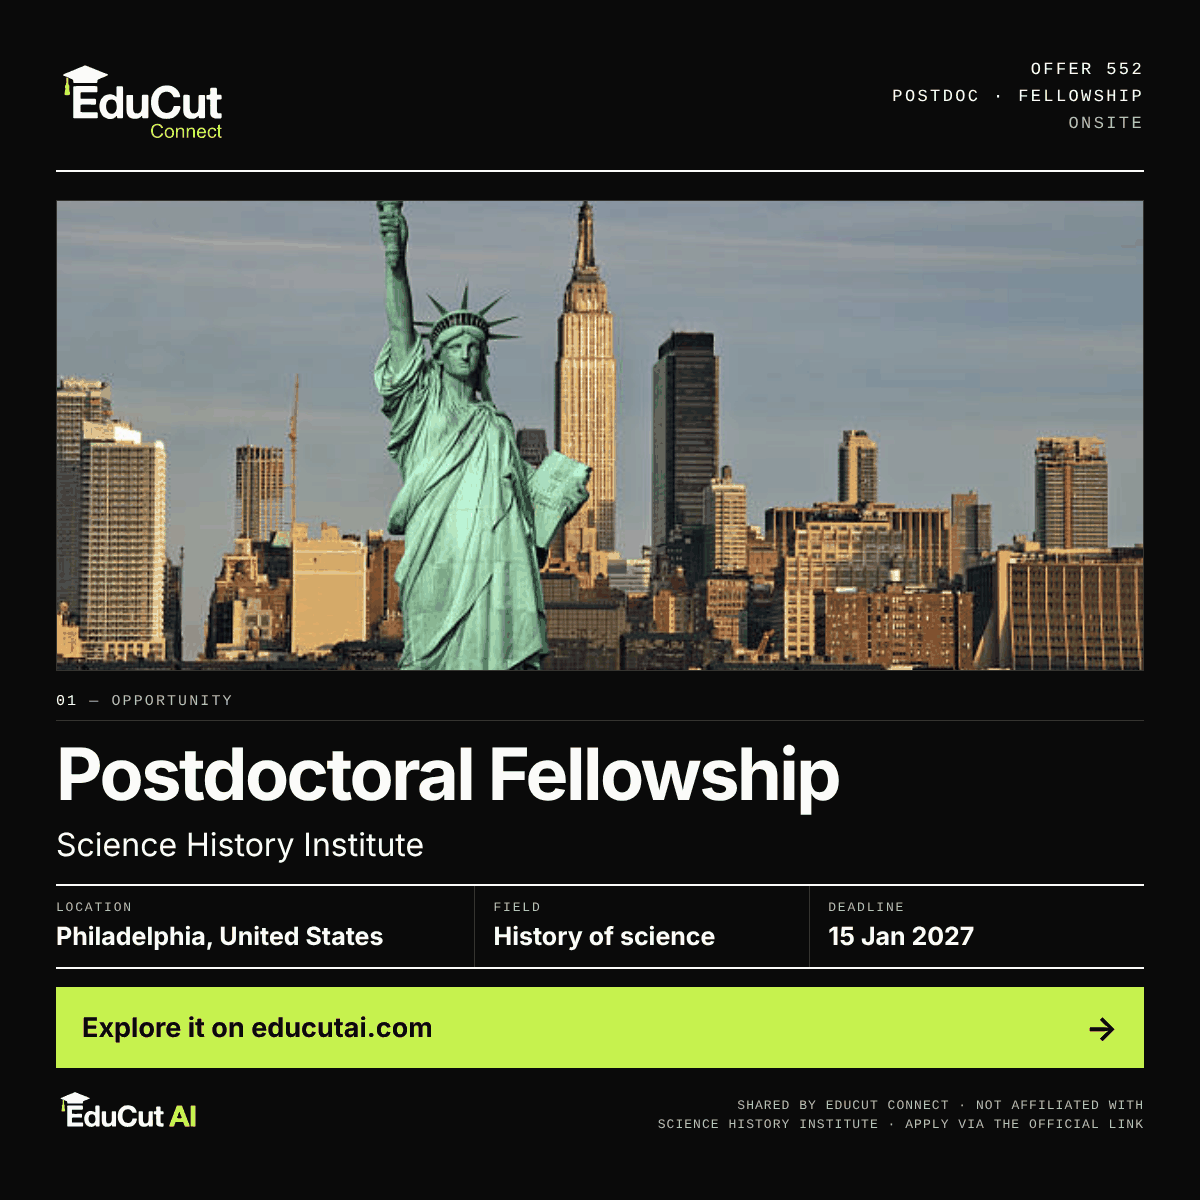 EduCut
Connect
OFFER 552
POSTDOC · FELLOWSHIP
ONSITE
01 — OPPORTUNITY
Postdoctoral Fellowship
Science History Institute
LOCATION
Philadelphia, United States
FIELD
History of science
DEADLINE
15 Jan 2027
Explore it on educutai.com
EduCut AI
SHARED BY EDUCUT CONNECT · NOT AFFILIATED WITH
SCIENCE HISTORY INSTITUTE · APPLY VIA THE OFFICIAL LINK